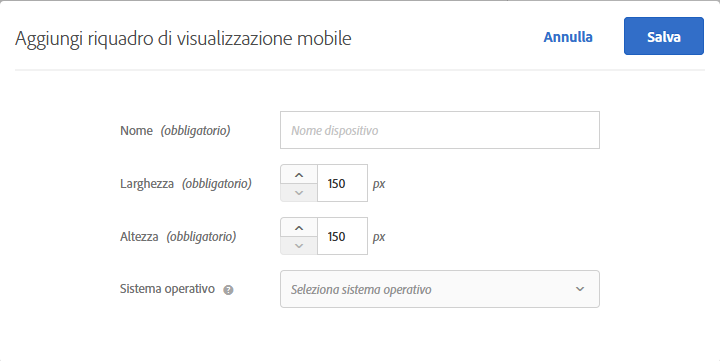 Aggiungi riquadro di visualizzazione mobile
Annulla
Salva
Nome (obbligatorio)
Nome dispositivo
Larghezza (obbligatorio)
150 px
Altezza (obbligatorio)
150 px
Sistema operativo ?
Seleziona sistema operativo